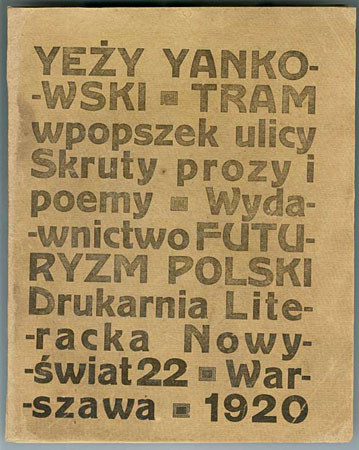 YEŻY YANKO-
-WSKI ▪ TRAM
wpopszek ulicy
Skruty prozy i
poemy ▪ Wyda-
-wnictwo FUTU-
RYZM POLSKI
Drukarnia Lite-
-racka Nowy-
-świat 22 ▪ War-
-szawa ▪ 1920